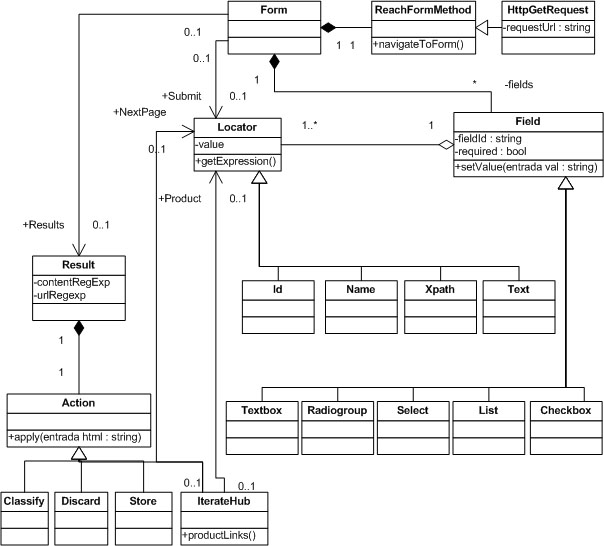 Form
ReachFormMethod
+navigateToForm()
HttpGetRequest
-requestUrl : string
0..1
0..1
1
1
1
*
-fields
+Submit
0..1
+NextPage
0..1
Locator
-value
+getExpression()
1..*
1
Field
-fieldId : string
-required : bool
+setValue(entrada val : string)
+Product
0..1
+Results
0..1
Result
-contentRegExp
-urlRegexp
Id
Name
Xpath
Text
1
1
Action
+apply(entrada html : string)
Textbox
Radiogroup
Select
List
Checkbox
0..1
0..1
Classify
Discard
Store
IterateHub
+productLinks()